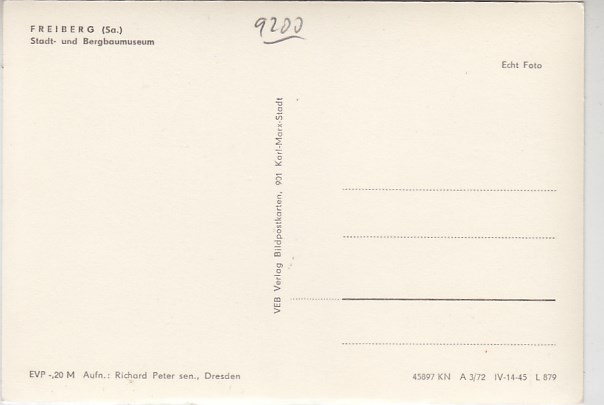 9200
FREIBERG (Sa.)
Stadt- und Bergbaumuseum
Echt Foto
VEB Verlag Bildpostkarten, 901 Karl-Marx-Stadt
EVP -,20 M Aufn.: Richard Peter sen., Dresden
45897 KN A 3/72 IV-14-45 L 879